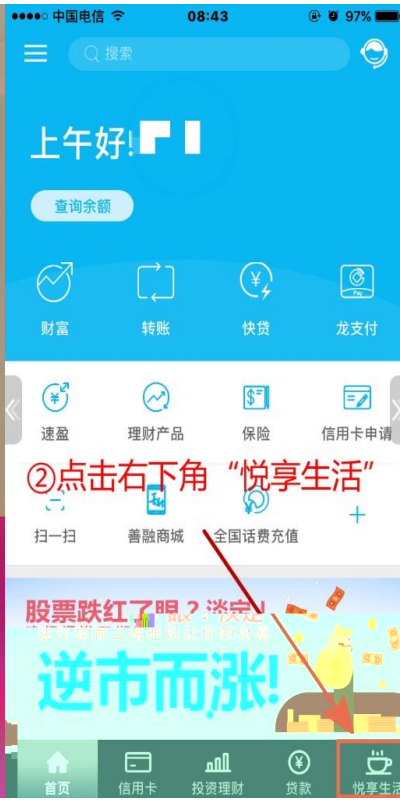 中国电信 08:43 97%
搜索
上午好!
查询余额
财富 转账 快贷 龙支付
速盈 理财产品 保险 信用卡申请
②点击右下角“悦享生活”
扫一扫 善融商城 全国话费充值
股票跌红了眼？淡定！
逆市而涨!
首页 信用卡 投资理财 贷款 悦享生活